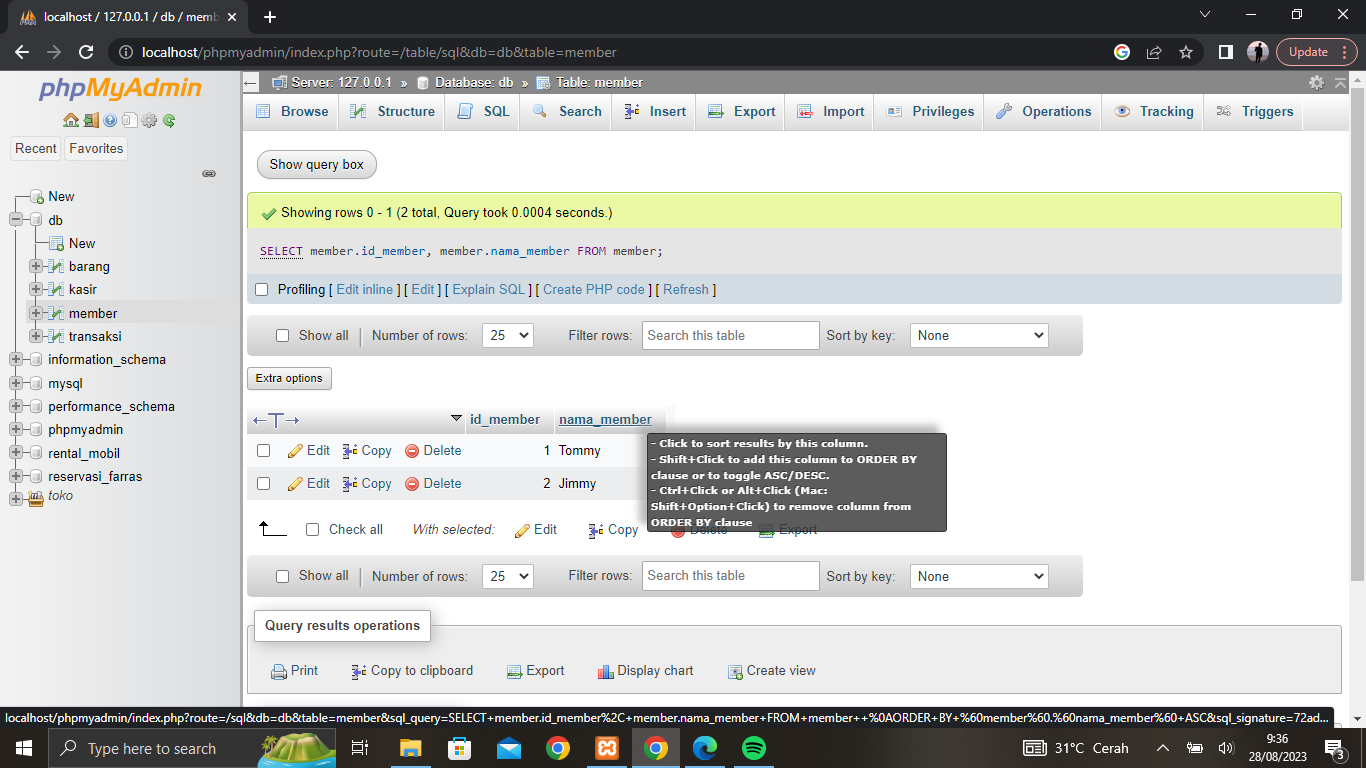 localhost / 127.0.0.1 / db / memb
localhost/phpmyadmin/index.php?route=/table/sql&db=db&table=member
Update
phpMyAdmin
Recent
Favorites
New
db
New
barang
kasir
member
transaksi
information_schema
mysql
performance_schema
phpmyadmin
rental_mobil
reservasi_farras
toko
Server: 127.0.0.1 » Database: db » Table: member
Browse
Structure
SQL
Search
Insert
Export
Import
Privileges
Operations
Tracking
Triggers
Show query box
Showing rows 0 - 1 (2 total, Query took 0.0004 seconds.)
SELECT member.id_member, member.nama_member FROM member;
Profiling [ Edit inline ] [ Edit ] [ Explain SQL ] [ Create PHP code ] [ Refresh ]
Show all
Number of rows: 25
Filter rows: Search this table
Sort by key: None
Extra options
←T→ id_member nama_member
Edit Copy Delete 1 Tommy
Edit Copy Delete 2 Jimmy
- Click to sort results by this column.
- Shift+Click to add this column to ORDER BY
clause or to toggle ASC/DESC.
- Ctrl+Click or Alt+Click (Mac:
Shift+Option+Click) to remove column from
ORDER BY clause
Check all With selected: Edit Copy Delete Export
Show all
Number of rows: 25
Filter rows: Search this table
Sort by key: None
Query results operations
Print
Copy to clipboard
Export
Display chart
Create view
localhost/phpmyadmin/index.php?route=/sql&db=db&table=member&sql_query=SELECT+member.id_member%2C+member.nama_member+FROM+member++%0AORDER+BY+%60member%60.%60nama_member%60+ASC&sql_signature=72ad...
Type here to search
31°C Cerah
9:36
28/08/2023
3